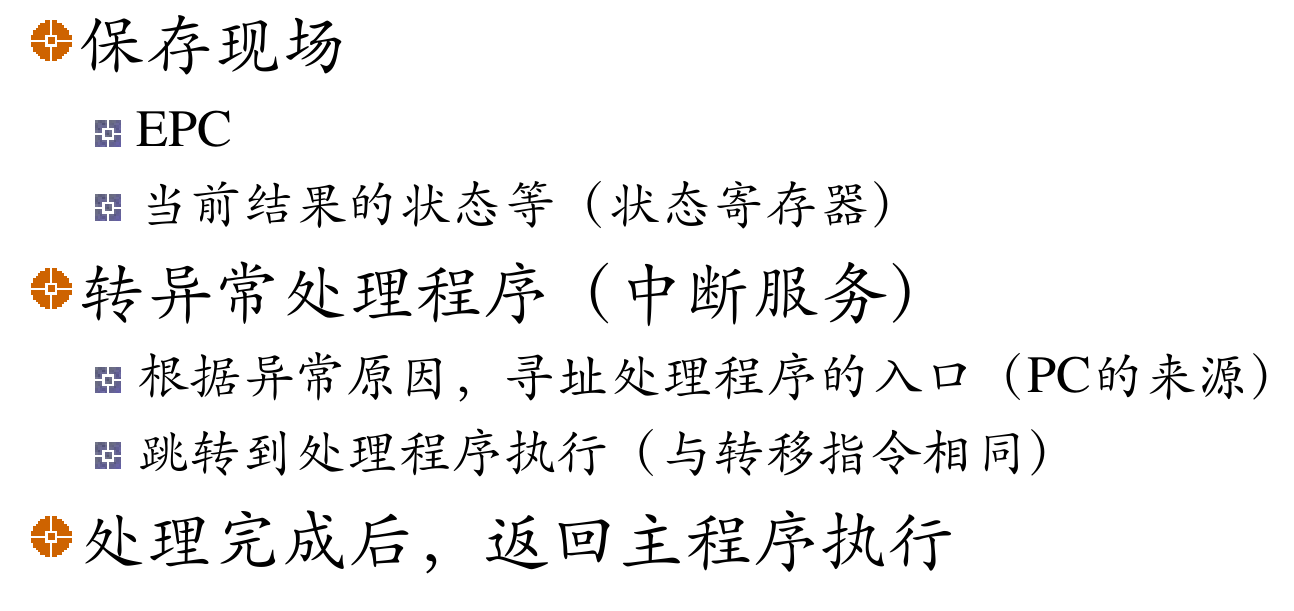 保存现场
EPC
当前结果的状态等（状态寄存器）
转异常处理程序（中断服务）
根据异常原因，寻址处理程序的入口（PC的来源）
跳转到处理程序执行（与转移指令相同）
处理完成后，返回主程序执行